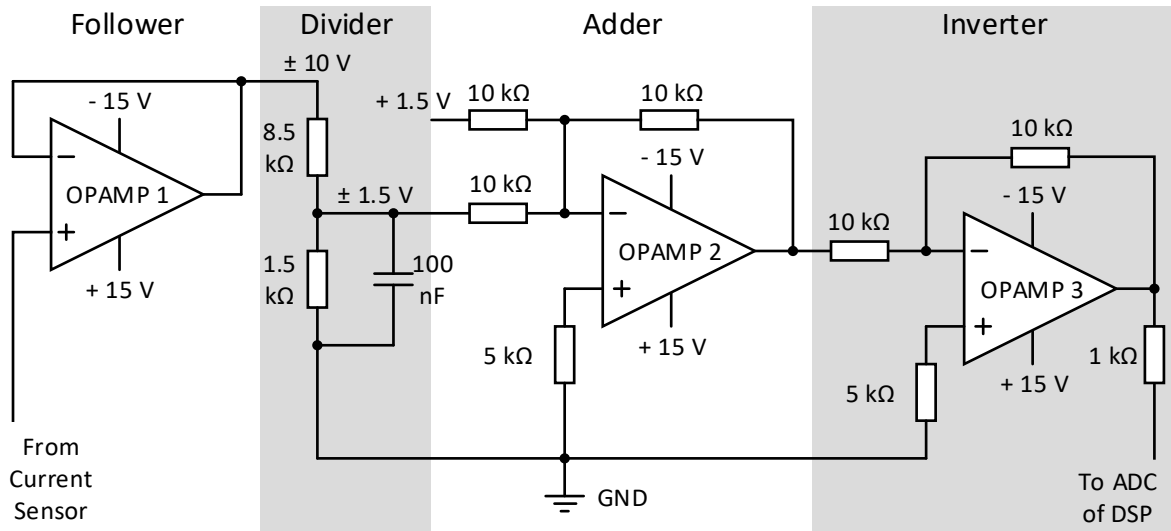 Follower
Divider
Adder
Inverter
± 10 V
- 15 V
OPAMP 1
+ 15 V
From
Current
Sensor
8.5
kΩ
± 1.5 V
1.5
kΩ
100
nF
+ 1.5 V
10 kΩ
10 kΩ
10 kΩ
- 15 V
OPAMP 2
+ 15 V
5 kΩ
GND
10 kΩ
10 kΩ
- 15 V
OPAMP 3
+ 15 V
5 kΩ
1 kΩ
To ADC
of DSP